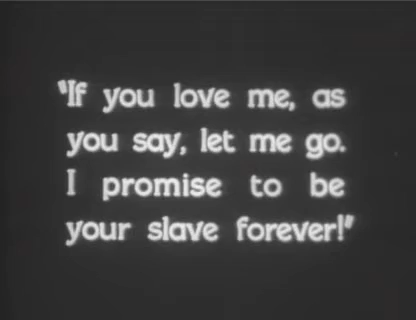 "If you love me, as
you say, let me go.
I promise to be
your slave forever!"